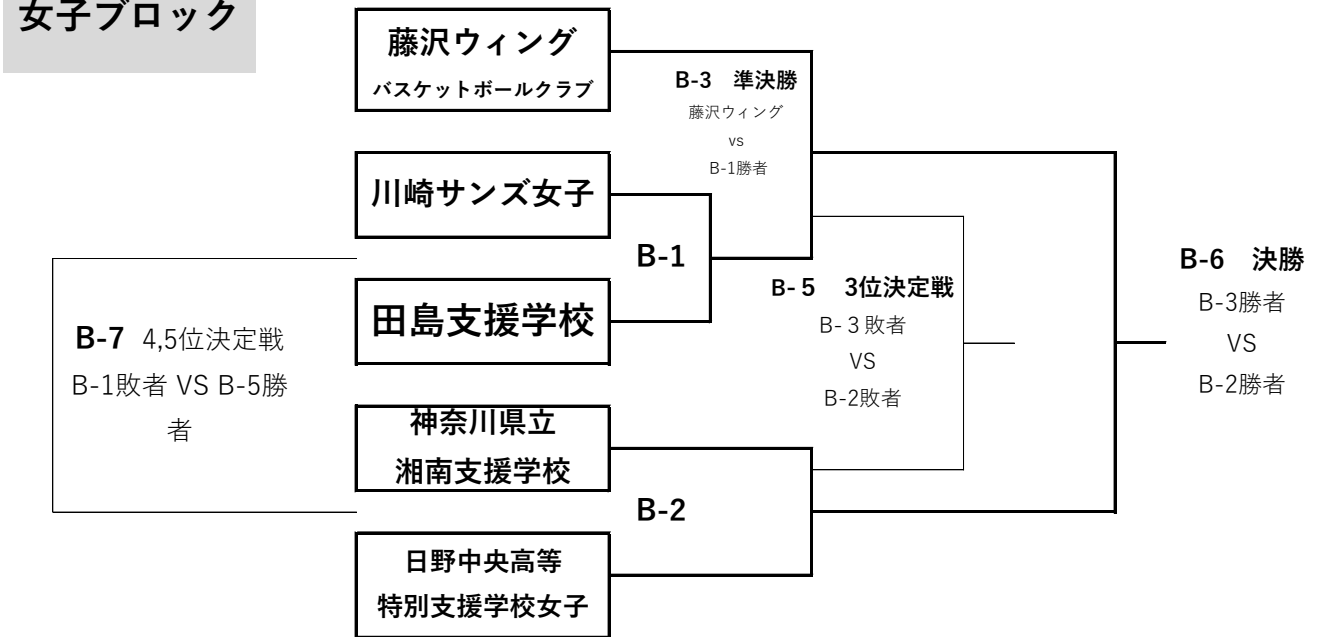 女子ブロック
藤沢ウィング
バスケットボールクラブ
B-3　準決勝
藤沢ウィング
vs
B-1勝者
川崎サンズ女子
B-1
田島支援学校
B-7 4,5位決定戦
B-1敗者 VS B-5勝
者
B-５　3位決定戦
B-３敗者
VS
B-2敗者
B-6　決勝
B-3勝者
VS
B-2勝者
神奈川県立
湘南支援学校
B-2
日野中央高等
特別支援学校女子